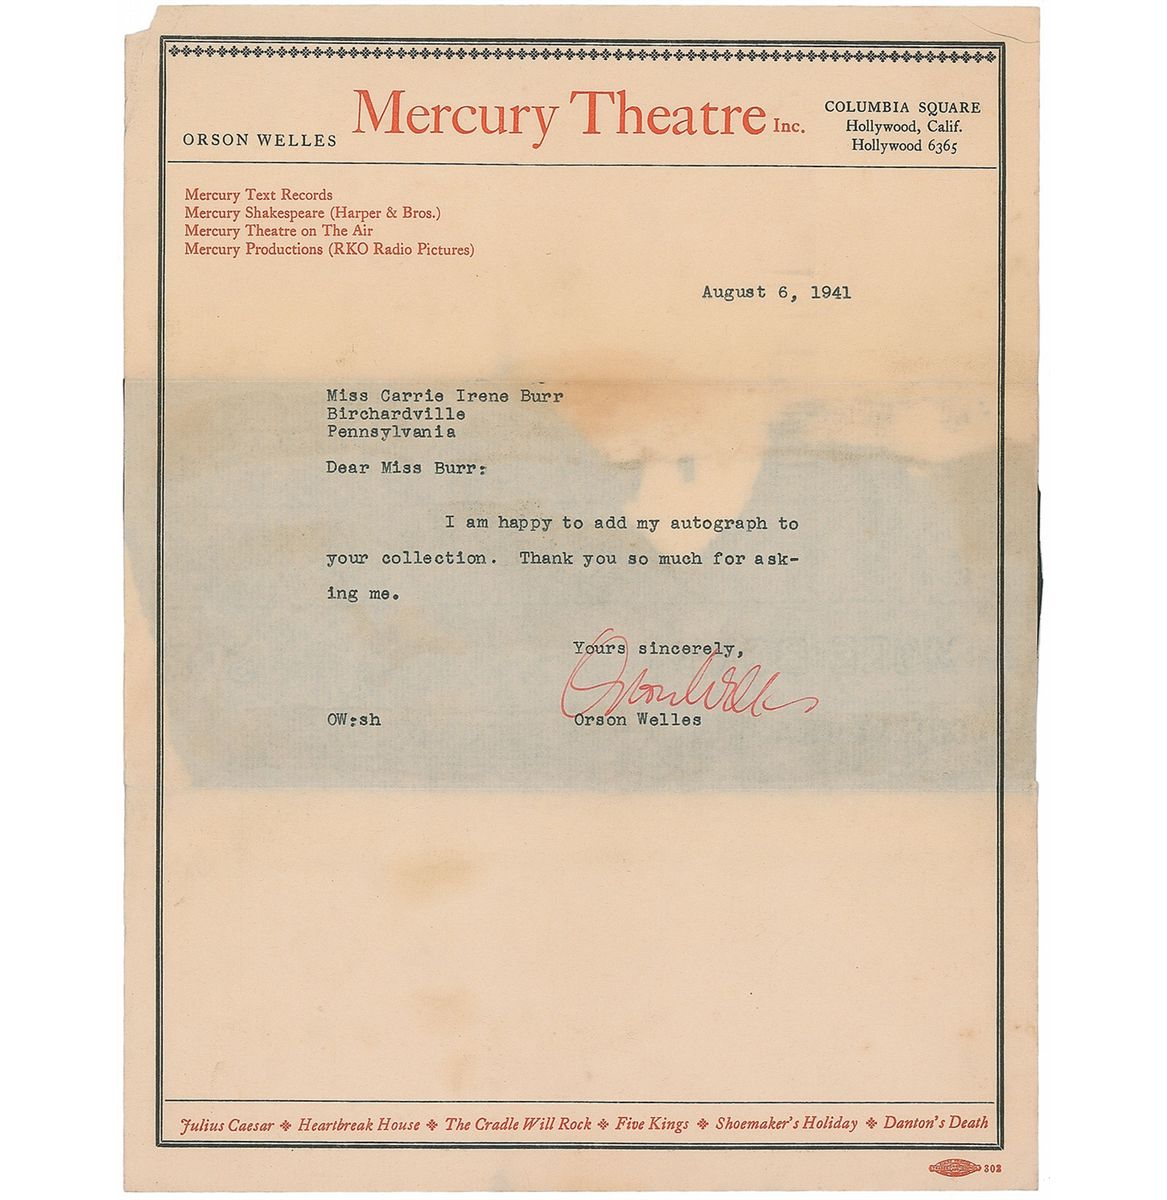 ORSON WELLES
Mercury Theatre Inc.
COLUMBIA SQUARE
Hollywood, Calif.
Hollywood 6365
Mercury Text Records
Mercury Shakespeare (Harper & Bros.)
Mercury Theatre on The Air
Mercury Productions (RKO Radio Pictures)
August 6, 1941
Miss Carrie Irene Burr
Birchardville
Pennsylvania
Dear Miss Burr:
I am happy to add my autograph to
your collection. Thank you so much for ask-
ing me.
Yours sincerely,
Orson Welles
OW:sh
Orson Welles
Julius Caesar ❖ Heartbreak House ❖ The Cradle Will Rock ❖ Five Kings ❖ Shoemaker's Holiday ❖ Danton's Death
302